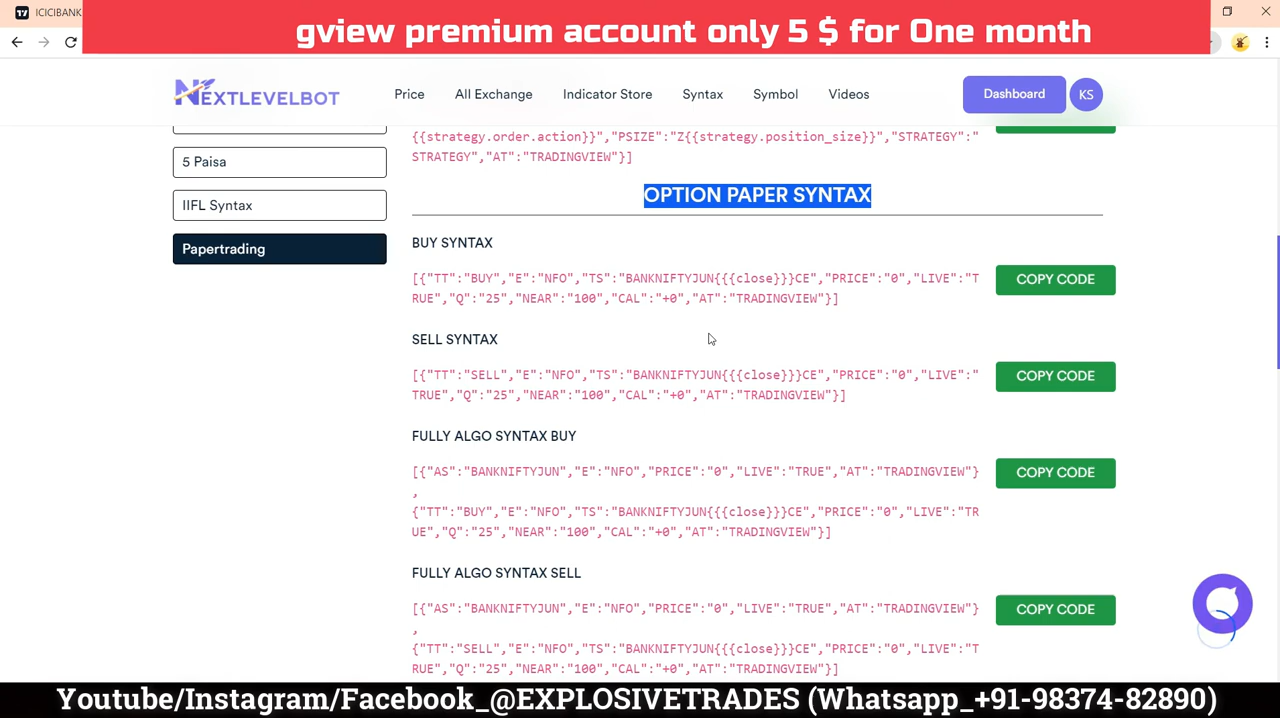 ICICIBANK
gview premium account only 5 $ for One month
NEXTLEVELBOT
Price All Exchange Indicator Store Syntax Symbol Videos Dashboard KS
{{strategy.order.action}}","PSIZE":"Z{{strategy.position_size}}","STRATEGY":"
STRATEGY","AT":"TRADINGVIEW"}]
5 Paisa
IIFL Syntax
Papertrading
OPTION PAPER SYNTAX
BUY SYNTAX
[{"TT":"BUY","E":"NFO","TS":"BANKNIFTYJUN{{{close}}}CE","PRICE":"0","LIVE":"T
RUE","Q":"25","NEAR":"100","CAL":"+0","AT":"TRADINGVIEW"}]
COPY CODE
SELL SYNTAX
[{"TT":"SELL","E":"NFO","TS":"BANKNIFTYJUN{{{close}}}CE","PRICE":"0","LIVE":"
TRUE","Q":"25","NEAR":"100","CAL":"+0","AT":"TRADINGVIEW"}]
COPY CODE
FULLY ALGO SYNTAX BUY
[{"AS":"BANKNIFTYJUN","E":"NFO","PRICE":"0","LIVE":"TRUE","AT":"TRADINGVIEW"}
,
{"TT":"BUY","E":"NFO","TS":"BANKNIFTYJUN{{{close}}}CE","PRICE":"0","LIVE":"TR
UE","Q":"25","NEAR":"100","CAL":"+0","AT":"TRADINGVIEW"}]
COPY CODE
FULLY ALGO SYNTAX SELL
[{"AS":"BANKNIFTYJUN","E":"NFO","PRICE":"0","LIVE":"TRUE","AT":"TRADINGVIEW"}
,
{"TT":"SELL","E":"NFO","TS":"BANKNIFTYJUN{{{close}}}CE","PRICE":"0","LIVE":"T
RUE","Q":"25","NEAR":"100","CAL":"+0","AT":"TRADINGVIEW"}]
COPY CODE
Youtube/Instagram/Facebook_@EXPLOSIVETRADES (Whatsapp_+91-98374-82890)